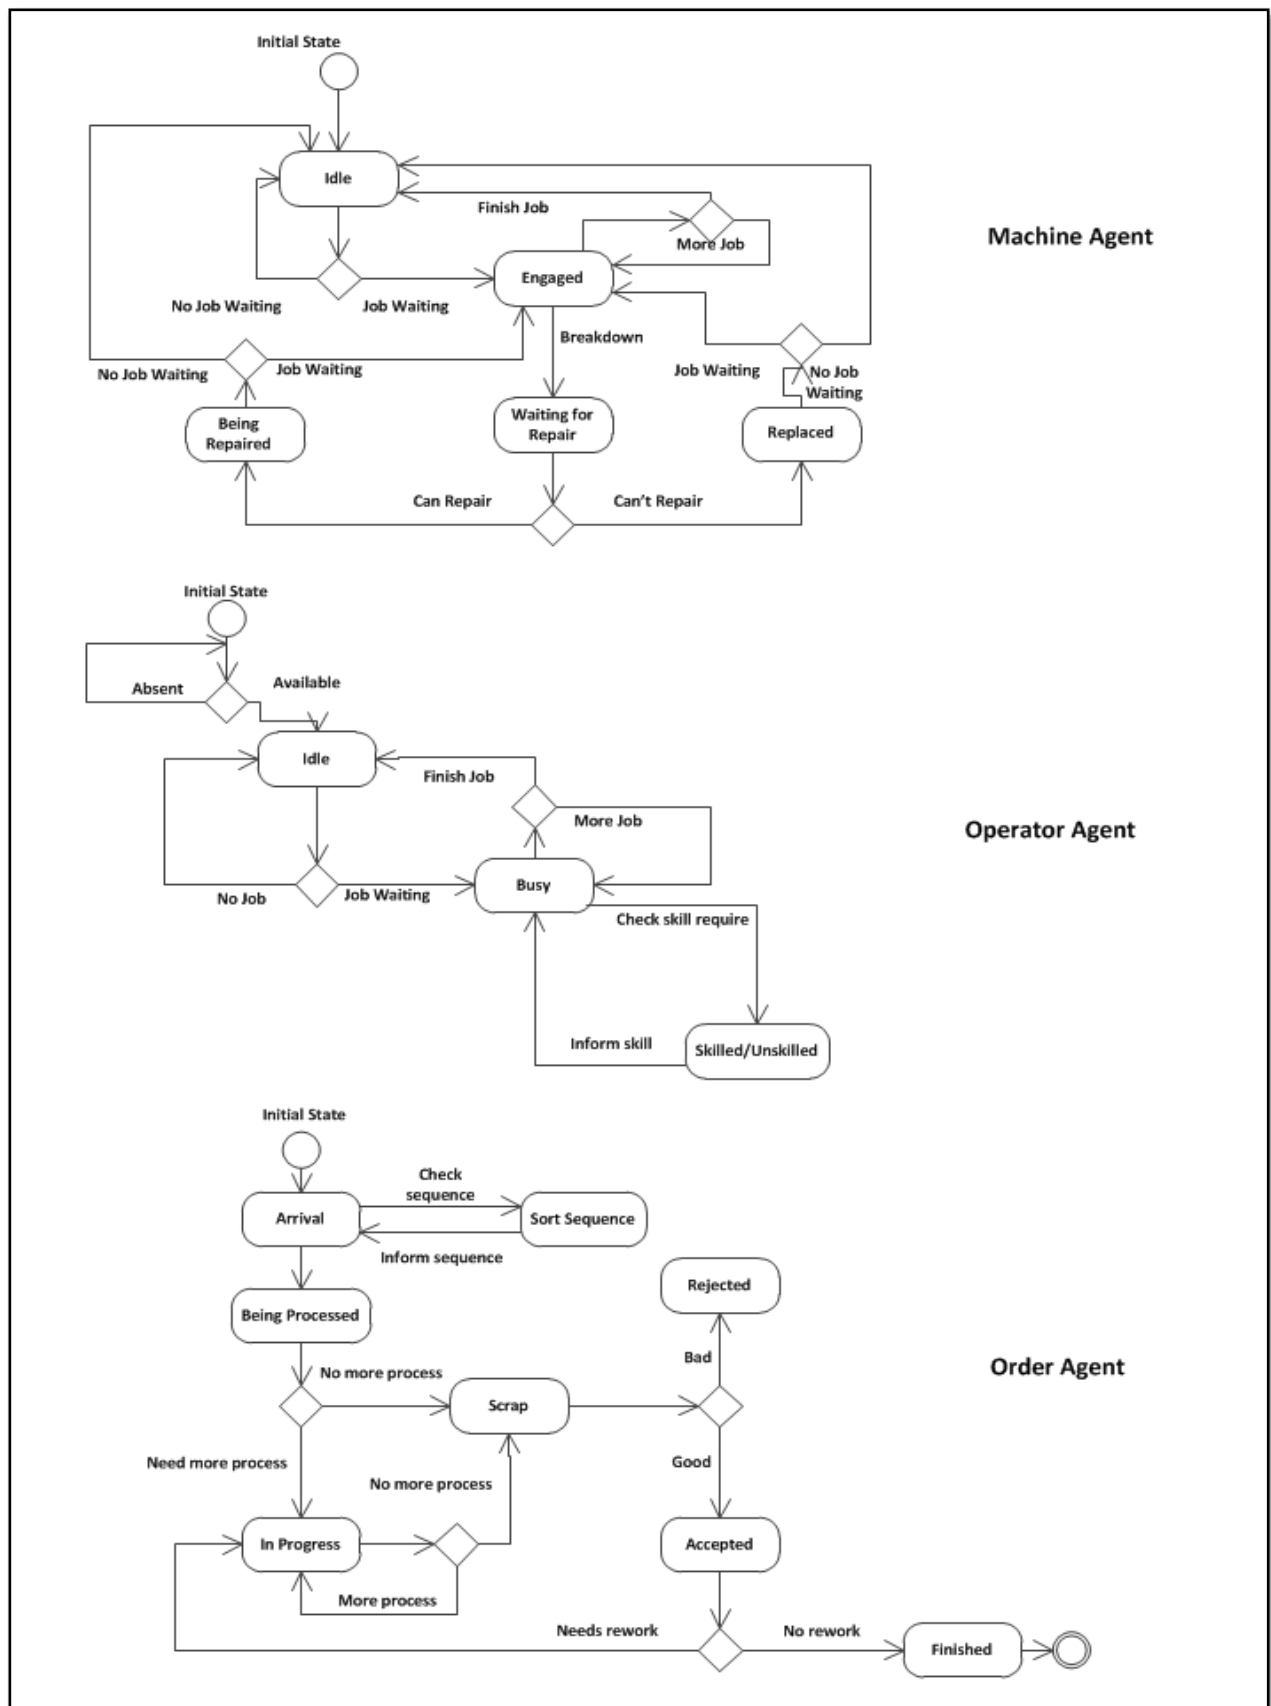 Initial State
Idle
Finish Job
More Job
Machine Agent
Engaged
No Job Waiting
Job Waiting
Breakdown
No Job Waiting
Job Waiting
Job Waiting
No Job
Waiting
Being
Repaired
Waiting for
Repair
Replaced
Can Repair
Can't Repair
Initial State
Absent
Available
Idle
Finish Job
More Job
Operator Agent
No Job
Job Waiting
Busy
Check skill require
Inform skill
Skilled/Unskilled
Initial State
Check
sequence
Arrival
Sort Sequence
Inform sequence
Rejected
Being Processed
Bad
Order Agent
No more process
Scrap
Need more process
Good
No more process
In Progress
Accepted
More process
Needs rework
No rework
Finished